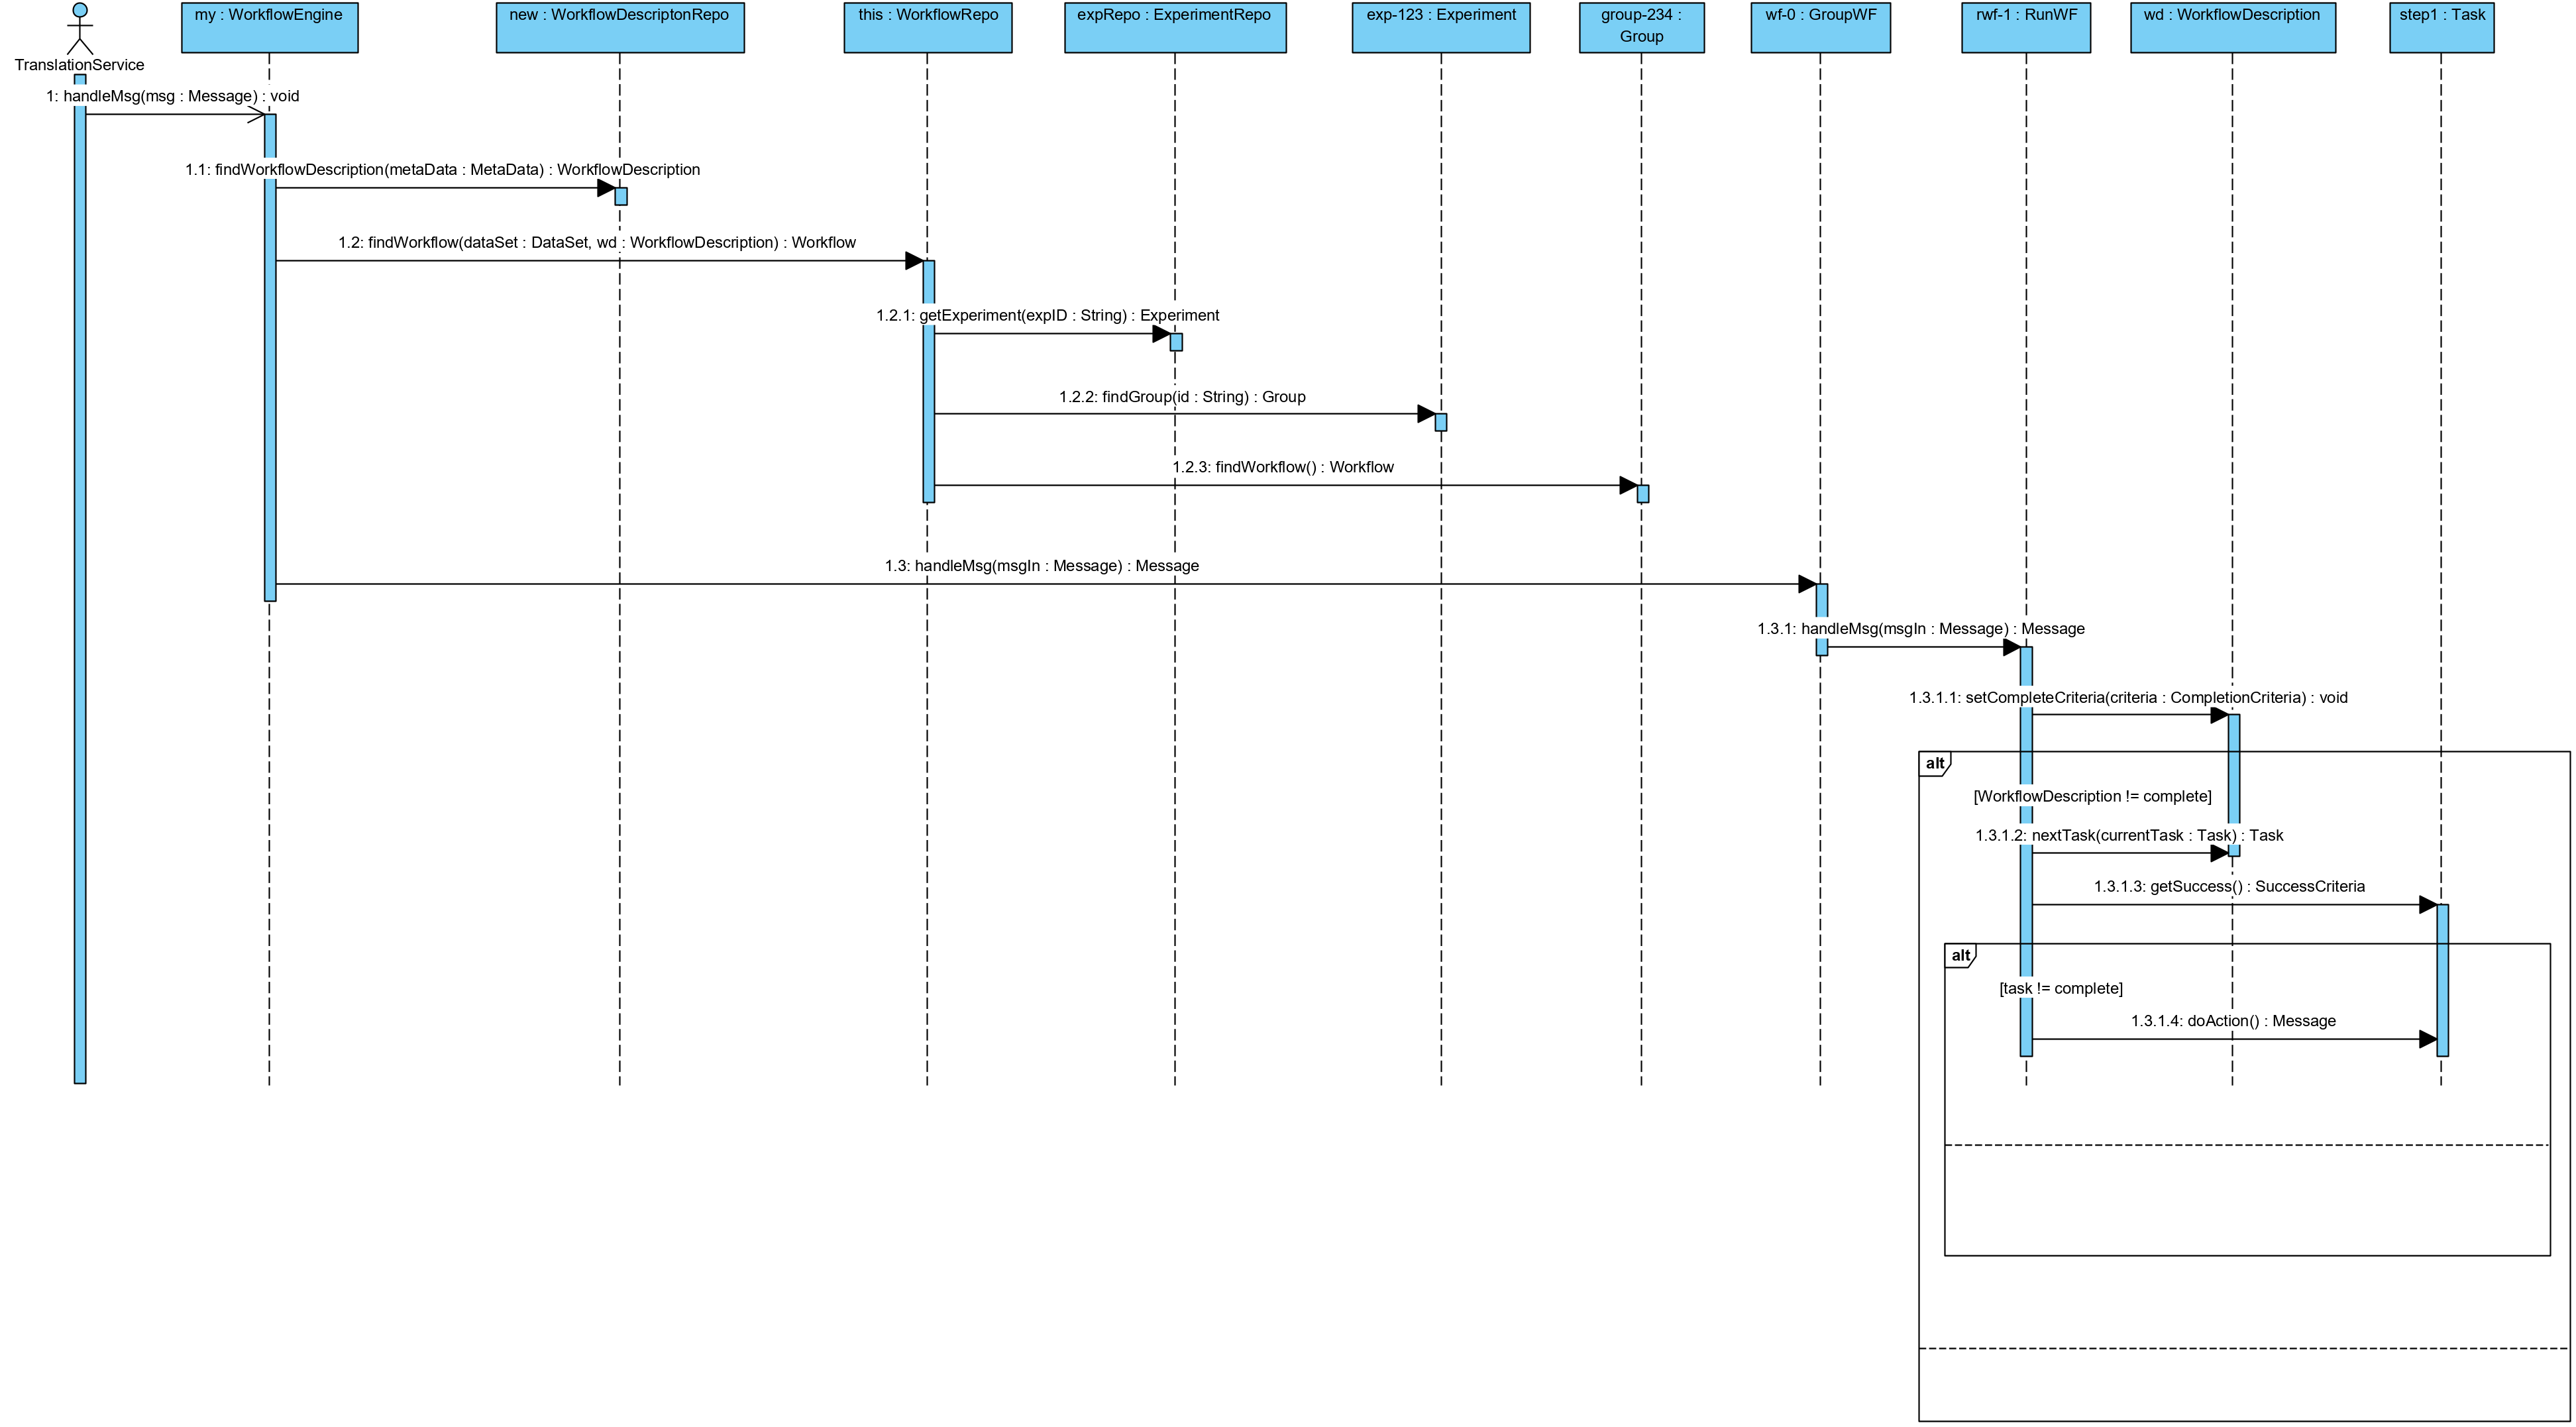 my : WorkflowEngine
new : WorkflowDescriptonRepo
this : WorkflowRepo
expRepo : ExperimentRepo
exp-123 : Experiment
group-234 :
Group
wf-0 : GroupWF
rwf-1 : RunWF
wd : WorkflowDescription
step1 : Task
TranslationService
1: handleMsg(msg : Message) : void
1.1: findWorkflowDescription(metaData : MetaData) : WorkflowDescription
1.2: findWorkflow(dataSet : DataSet, wd : WorkflowDescription) : Workflow
1.2.1: getExperiment(expID : String) : Experiment
1.2.2: findGroup(id : String) : Group
1.2.3: findWorkflow() : Workflow
1.3: handleMsg(msgIn : Message) : Message
1.3.1: handleMsg(msgIn : Message) : Message
1.3.1.1: setCompleteCriteria(criteria : CompletionCriteria) : void
alt
[WorkflowDescription != complete]
1.3.1.2: nextTask(currentTask : Task) : Task
1.3.1.3: getSuccess() : SuccessCriteria
alt
[task != complete]
1.3.1.4: doAction() : Message